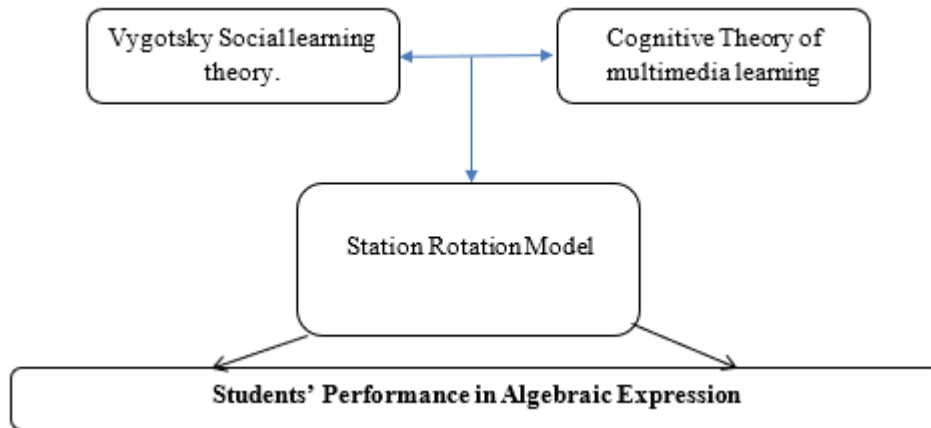 Vygotsky Social learning
theory.
Cognitive Theory of
multimedia learning
Station Rotation Model
Students’ Performance in Algebraic Expression